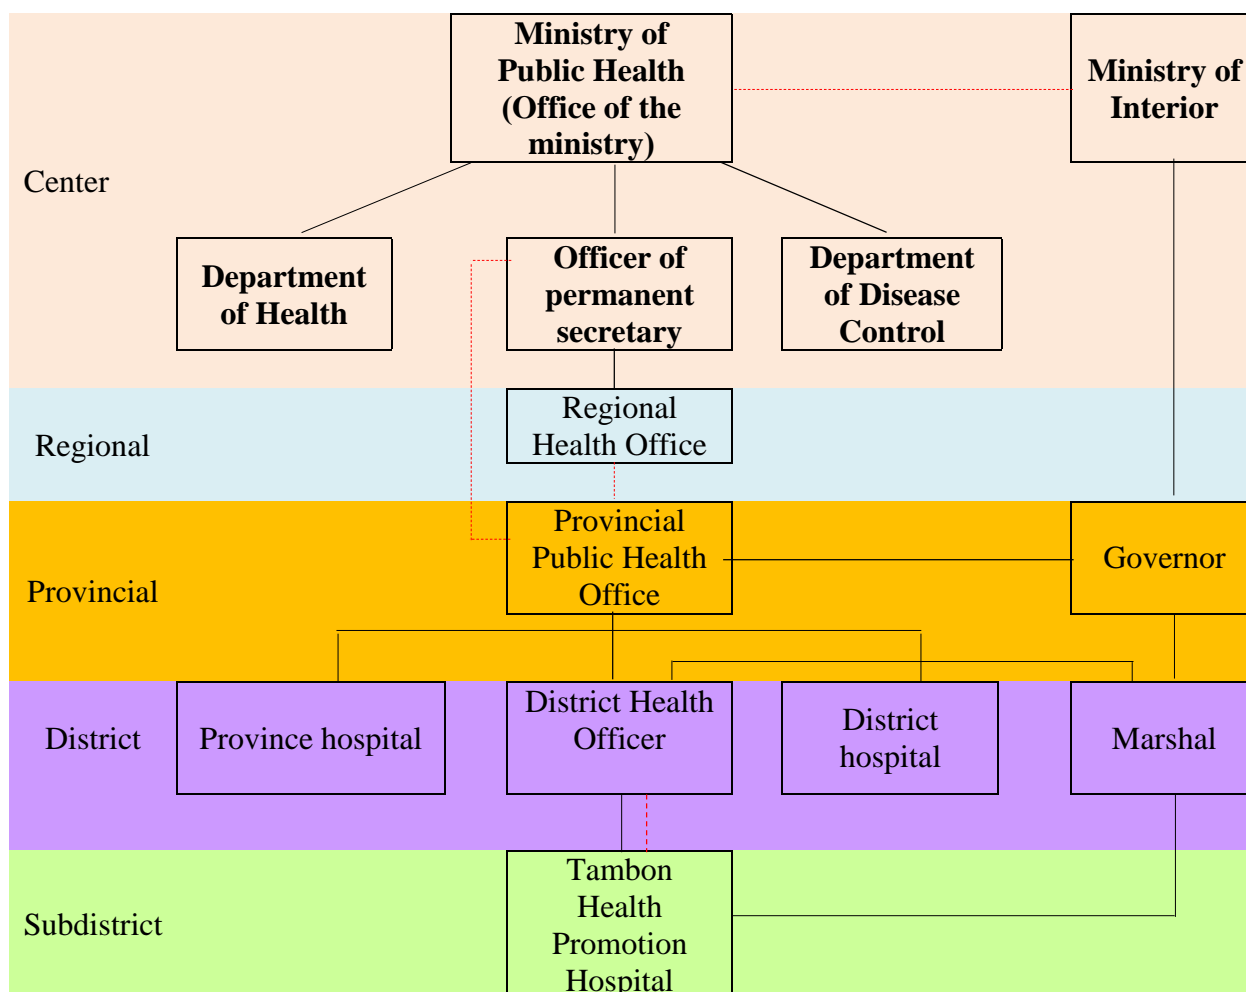 Ministry of
Public Health
(Office of the
ministry)
Ministry of
Interior
Center
Department
of Health
Officer of
permanent
secretary
Department
of Disease
Control
Regional
Regional
Health Office
Provincial
Provincial
Public Health
Office
Governor
District
Province hospital
District Health
Officer
District
hospital
Marshal
Subdistrict
Tambon
Health
Promotion
Hospital